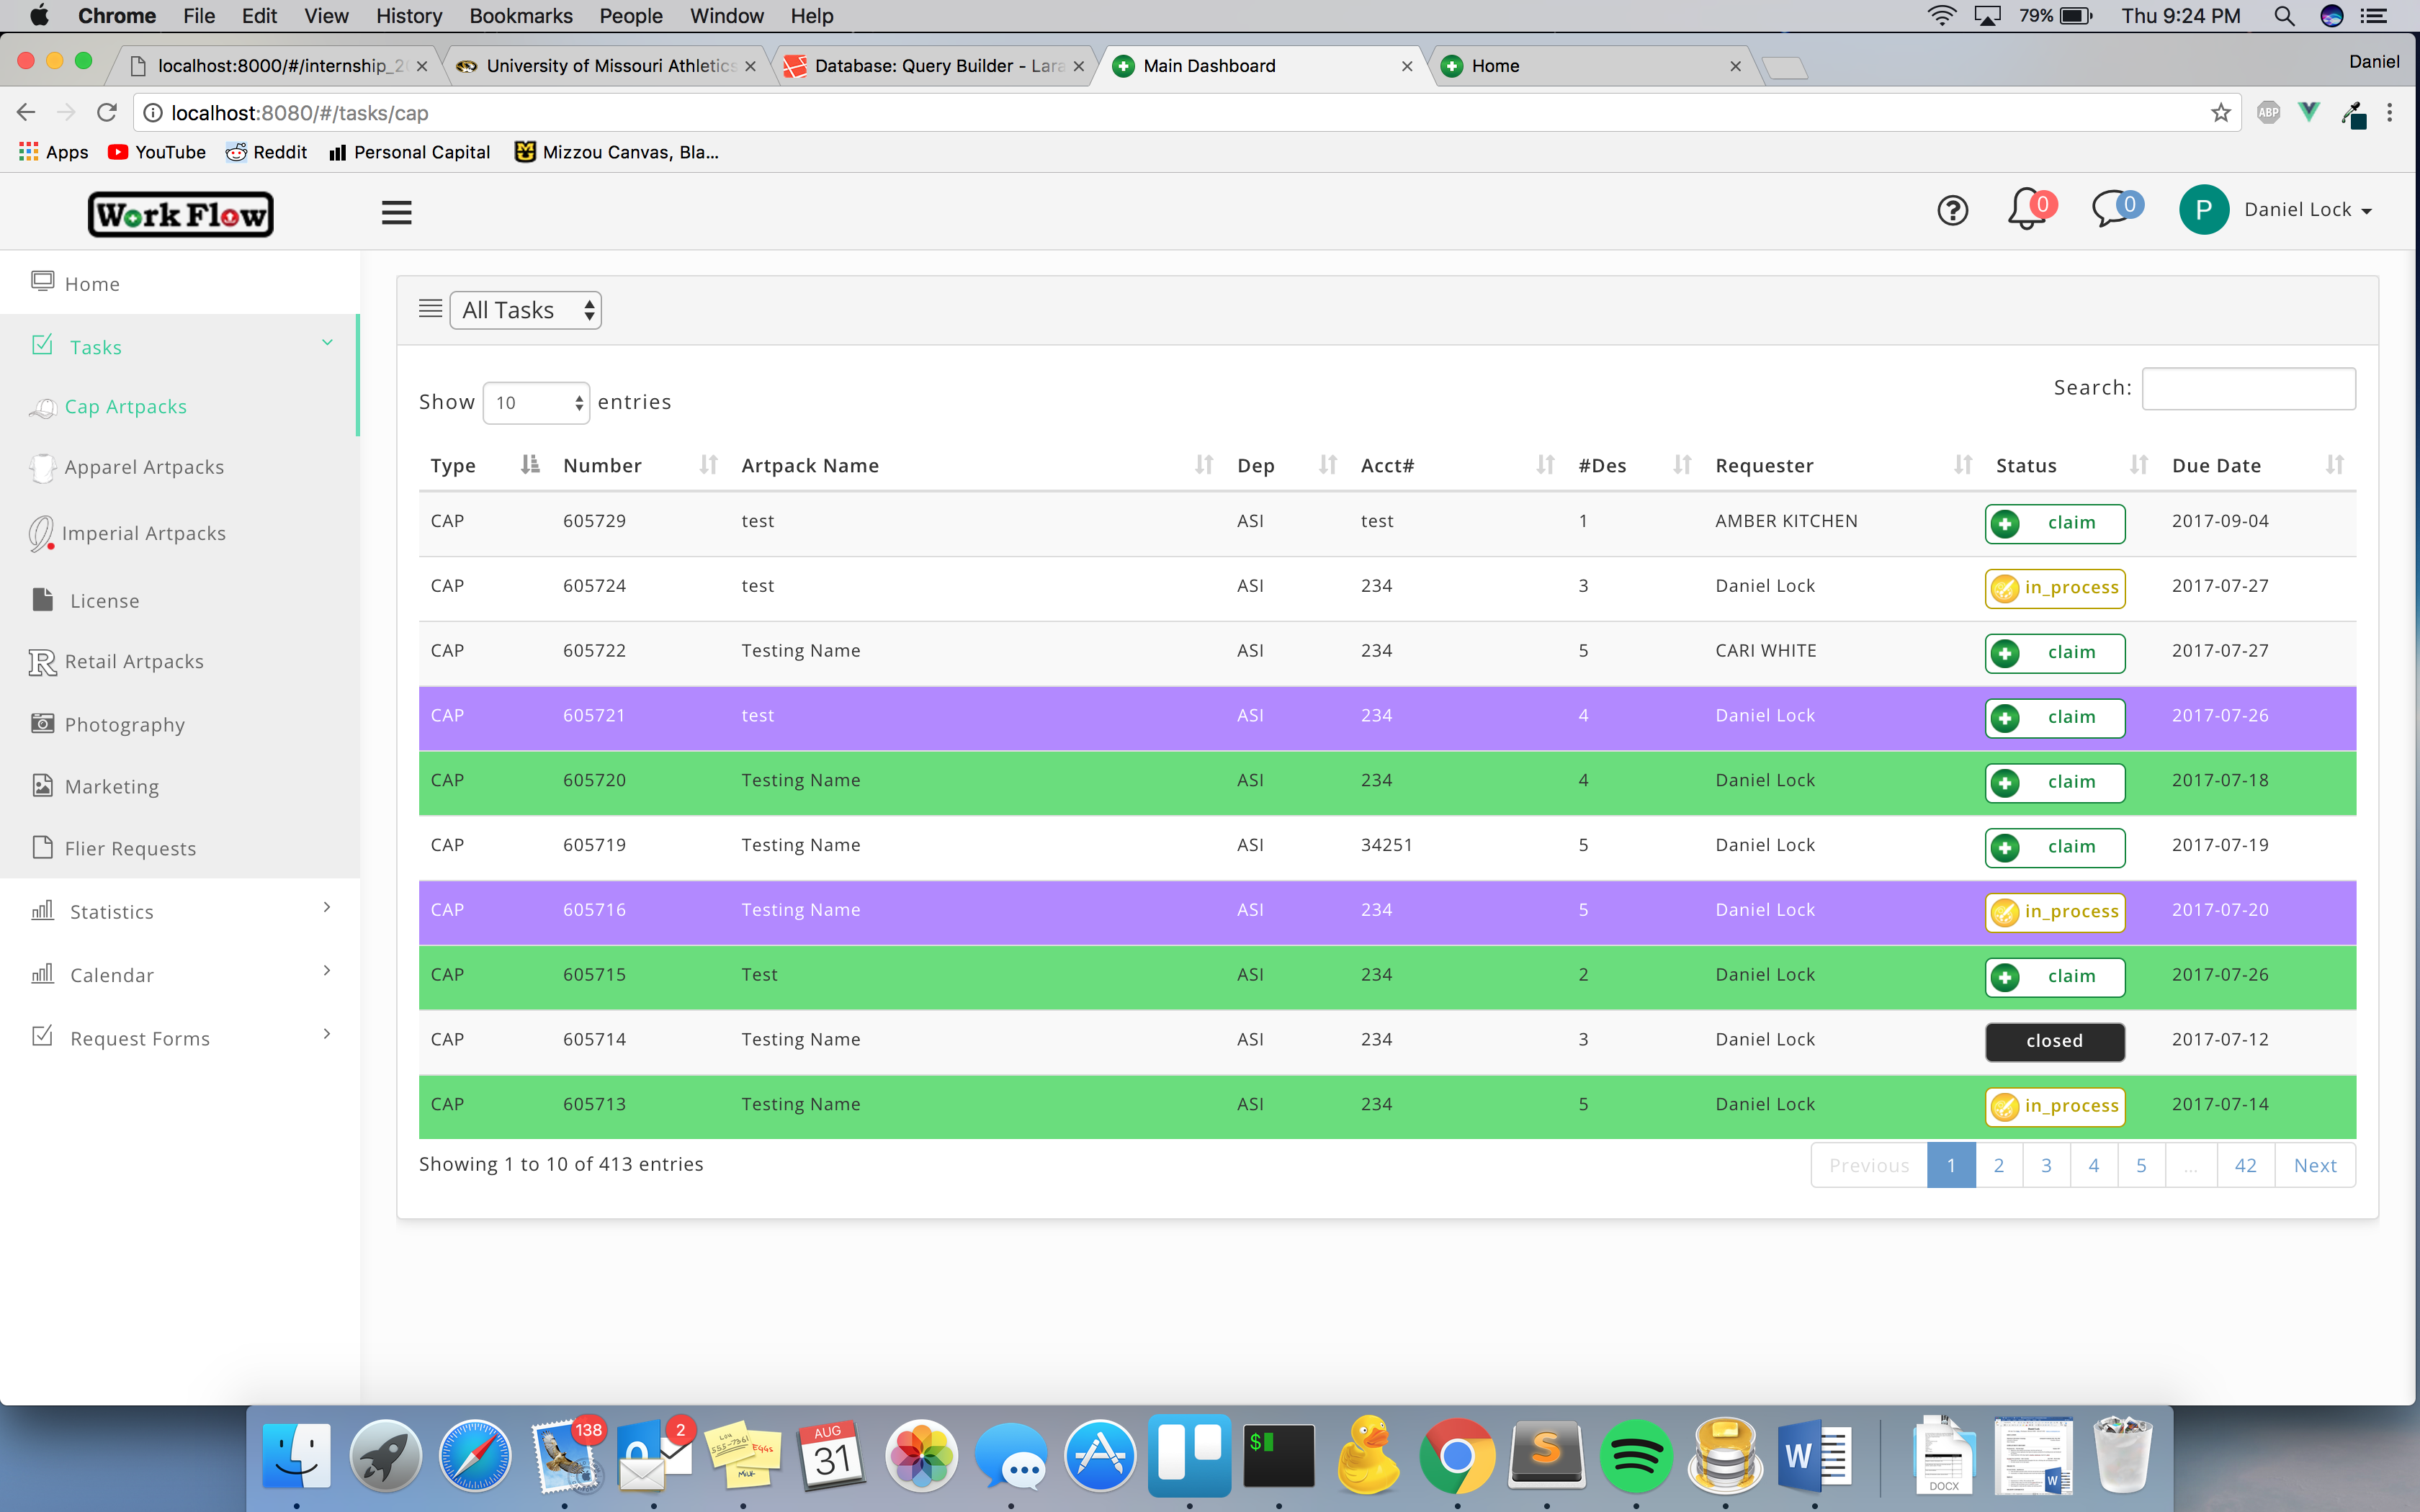 Chrome File Edit View History Bookmarks People Window Help 79% Thu 9:24 PM
localhost:8000/#/internship_2 University of Missouri Athletics Database: Query Builder - Lara Main Dashboard Home Daniel
localhost:8080/#/tasks/cap ABP
Apps YouTube Reddit Personal Capital Mizzou Canvas, Bla...
Work Flow ? 0 0 P Daniel Lock
Home
Tasks
Cap Artpacks
Apparel Artpacks
Imperial Artpacks
License
Retail Artpacks
Photography
Marketing
Flier Requests
Statistics
Calendar
Request Forms
All Tasks
Show 10 entries Search:
Type Number Artpack Name Dep Acct# #Des Requester Status Due Date
CAP 605729 test ASI test 1 AMBER KITCHEN claim 2017-09-04
CAP 605724 test ASI 234 3 Daniel Lock in_process 2017-07-27
CAP 605722 Testing Name ASI 234 5 CARI WHITE claim 2017-07-27
CAP 605721 test ASI 234 4 Daniel Lock claim 2017-07-26
CAP 605720 Testing Name ASI 234 4 Daniel Lock claim 2017-07-18
CAP 605719 Testing Name ASI 34251 5 Daniel Lock claim 2017-07-19
CAP 605716 Testing Name ASI 234 5 Daniel Lock in_process 2017-07-20
CAP 605715 Test ASI 234 2 Daniel Lock claim 2017-07-26
CAP 605714 Testing Name ASI 234 3 Daniel Lock closed 2017-07-12
CAP 605713 Testing Name ASI 234 5 Daniel Lock in_process 2017-07-14
Showing 1 to 10 of 413 entries Previous 1 2 3 4 5 ... 42 Next
138 2 AUG 31 $ S W DOCX W
555-7361 EGGS
MILK